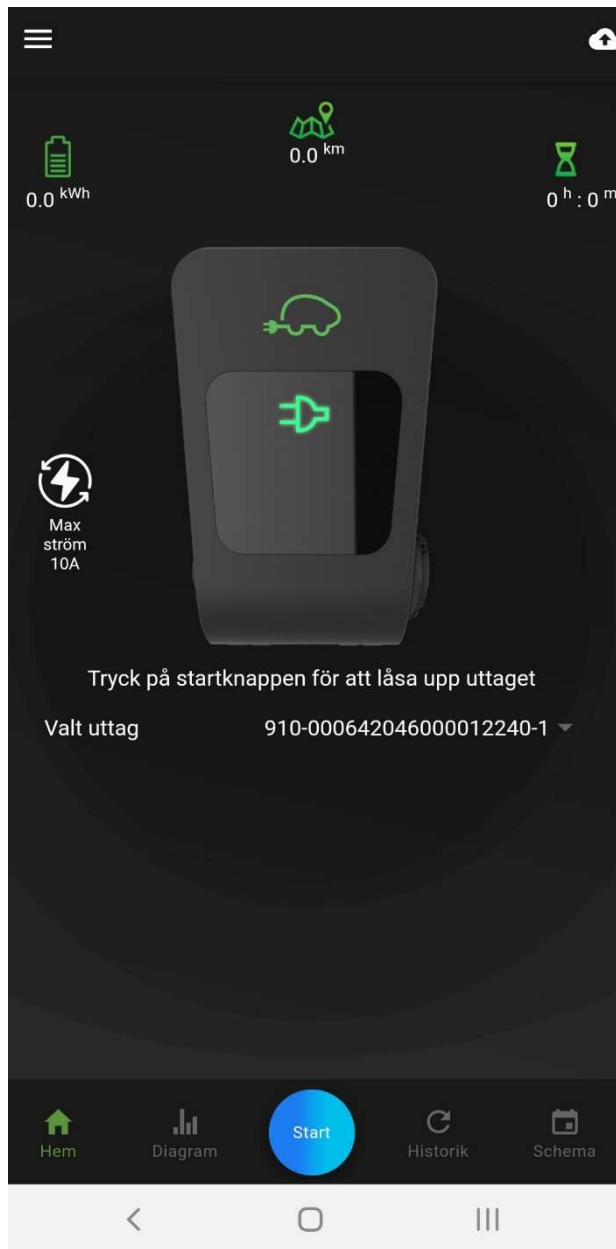 0.0 km
0.0 kWh
0 h : 0 m
Max
ström
10A
Tryck på startknappen för att låsa upp uttaget
Valt uttag 910-000642046000012240-1
Hem Diagram Start Historik Schema